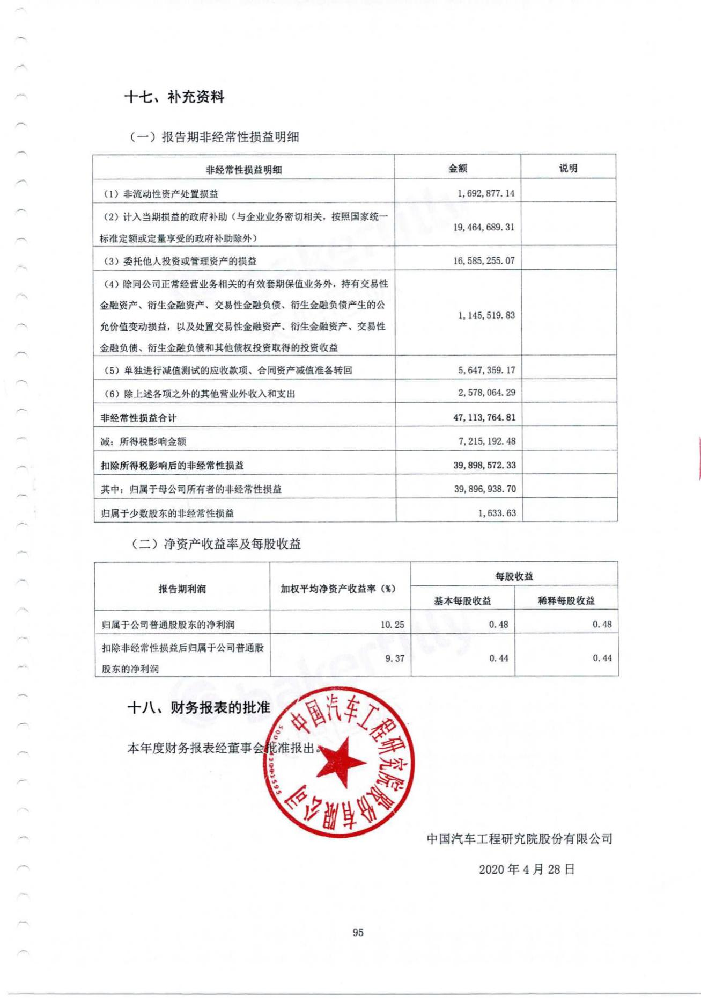 十七、补充资料
（一）报告期非经常性损益明细
非经常性损益明细 金额 说明
（1）非流动性资产处置损益 1,692,877.14
（2）计入当期损益的政府补助（与企业业务密切相关，按照国家统一
标准定额或定量享受的政府补助除外） 19,464,689.31
（3）委托他人投资或管理资产的损益 16,585,255.07
（4）除同公司正常经营业务相关的有效套期保值业务外，持有交易性
金融资产、衍生金融资产、交易性金融负债、衍生金融负债产生的公
允价值变动损益，以及处置交易性金融资产、衍生金融资产、交易性
金融负债、衍生金融负债和其他债权投资取得的投资收益
1,145,519.83
（5）单独进行减值测试的应收款项、合同资产减值准备转回 5,647,359.17
（6）除上述各项之外的其他营业外收入和支出 2,578,064.29
非经常性损益合计 47,113,764.81
减：所得税影响金额 7,215,192.48
扣除所得税影响后的非经常性损益 39,898,572.33
其中：归属于母公司所有者的非经常性损益 39,896,938.70
归属于少数股东的非经常性损益 1,633.63
（二）净资产收益率及每股收益
报告期利润 加权平均净资产收益率（%） 每股收益
基本每股收益 稀释每股收益
归属于公司普通股股东的净利润 10.25 0.48 0.48
扣除非经常性损益后归属于公司普通股
股东的净利润 9.37 0.44 0.44
十八、财务报表的批准
本年度财务报表经董事会批准报出。
中国汽车工程研究院股份有限公司
中国汽车工程研究院股份有限公司
2020 年 4 月 28 日
95